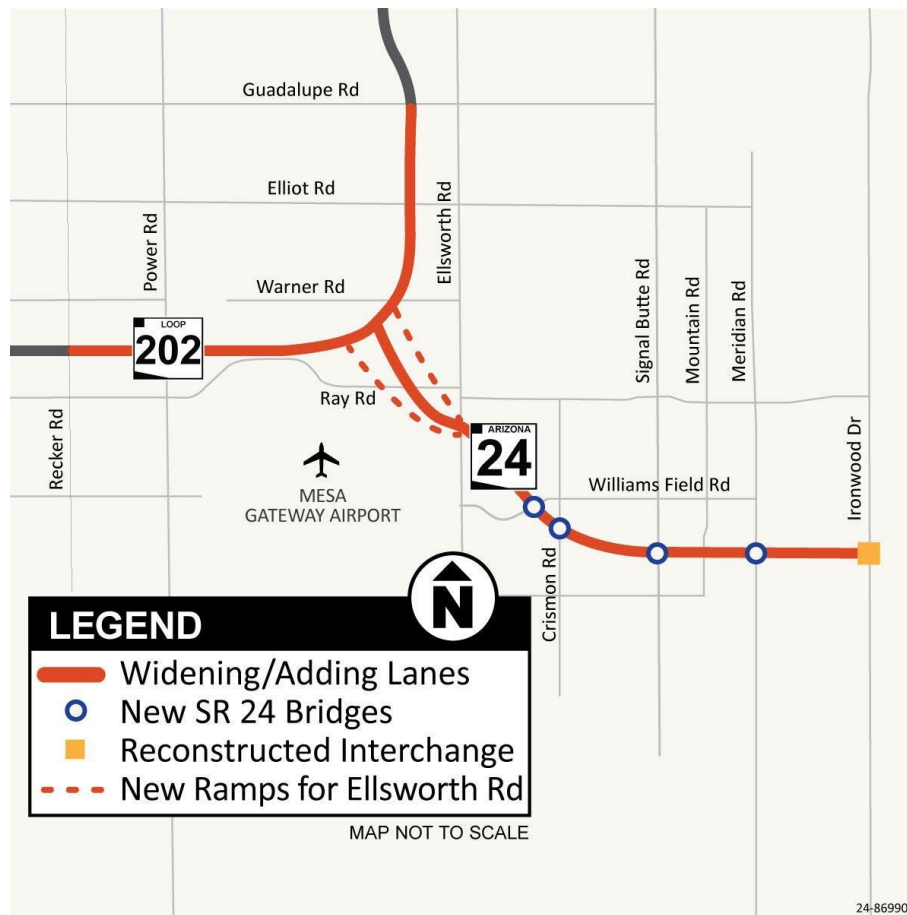 Guadalupe Rd
Elliot Rd
Power Rd
Ellsworth Rd
Warner Rd
LOOP
202
Signal Butte Rd
Mountain Rd
Meridian Rd
Ray Rd
Recker Rd
ARIZONA
24
Ironwood Dr
Williams Field Rd
MESA
GATEWAY AIRPORT
Crismon Rd
N
LEGEND
Widening/Adding Lanes
New SR 24 Bridges
Reconstructed Interchange
New Ramps for Ellsworth Rd
MAP NOT TO SCALE
24-86990